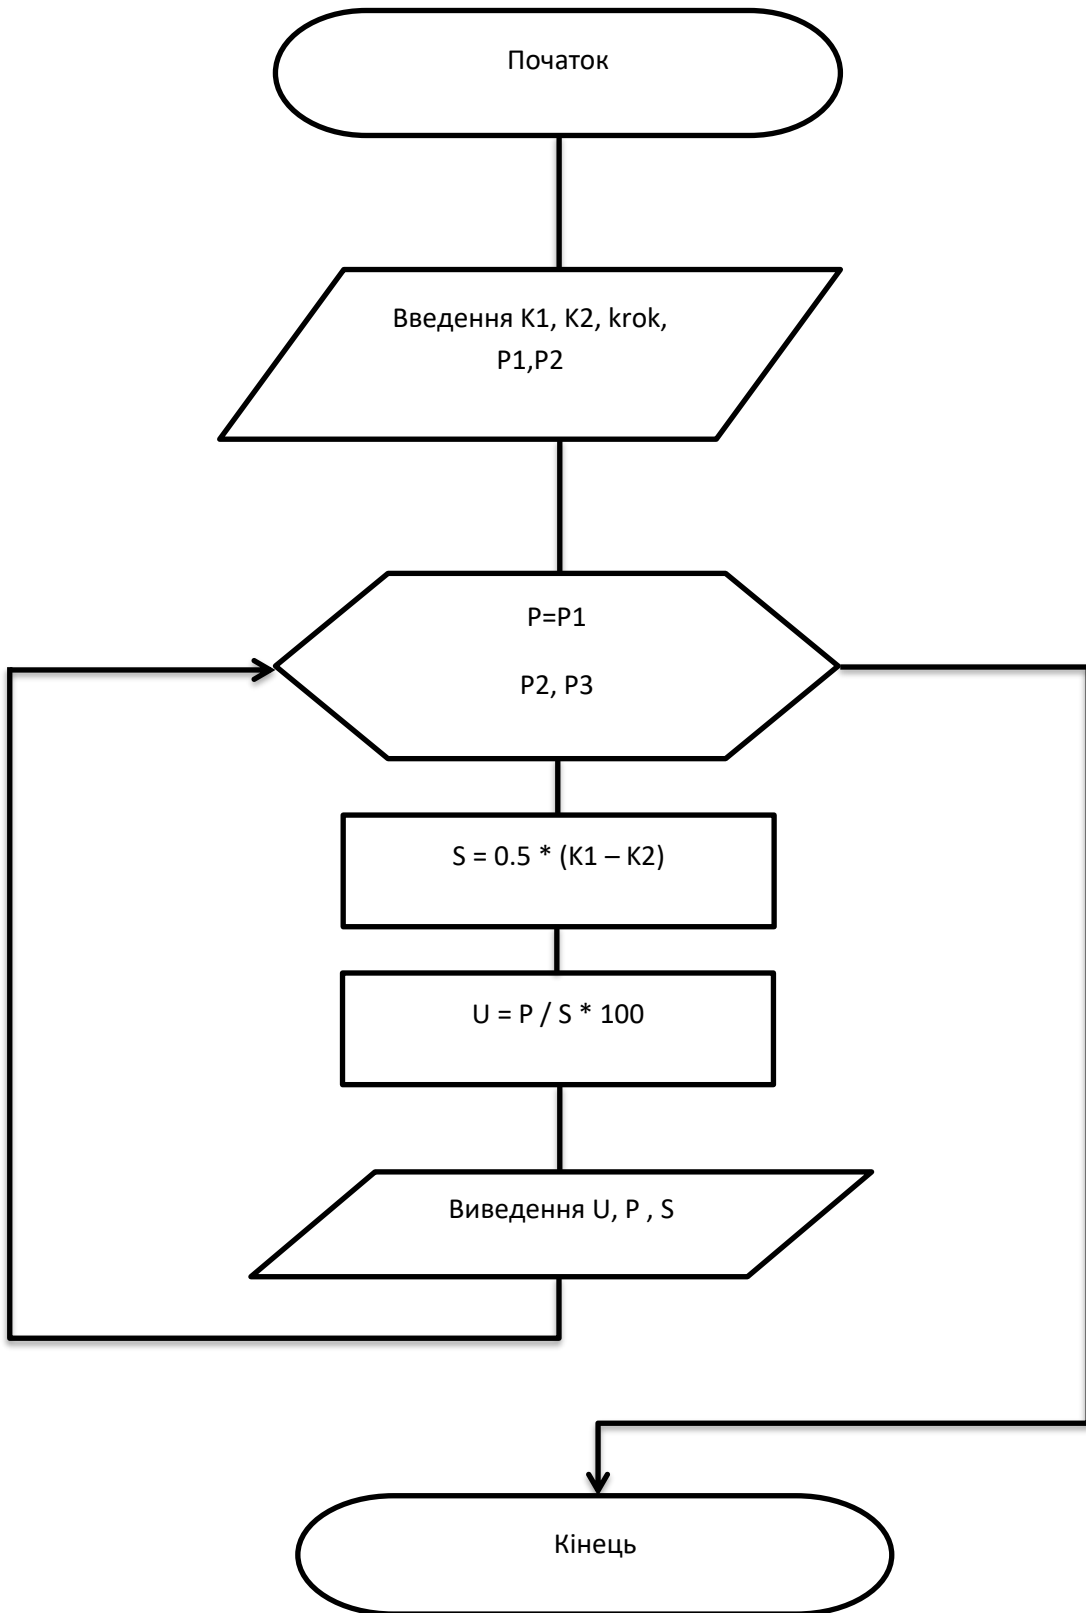 Початок
Введення K1, K2, krok,
P1,P2
P=P1
P2, P3
S = 0.5 * (K1 – K2)
U = P / S * 100
Виведення U, P , S
Кінець